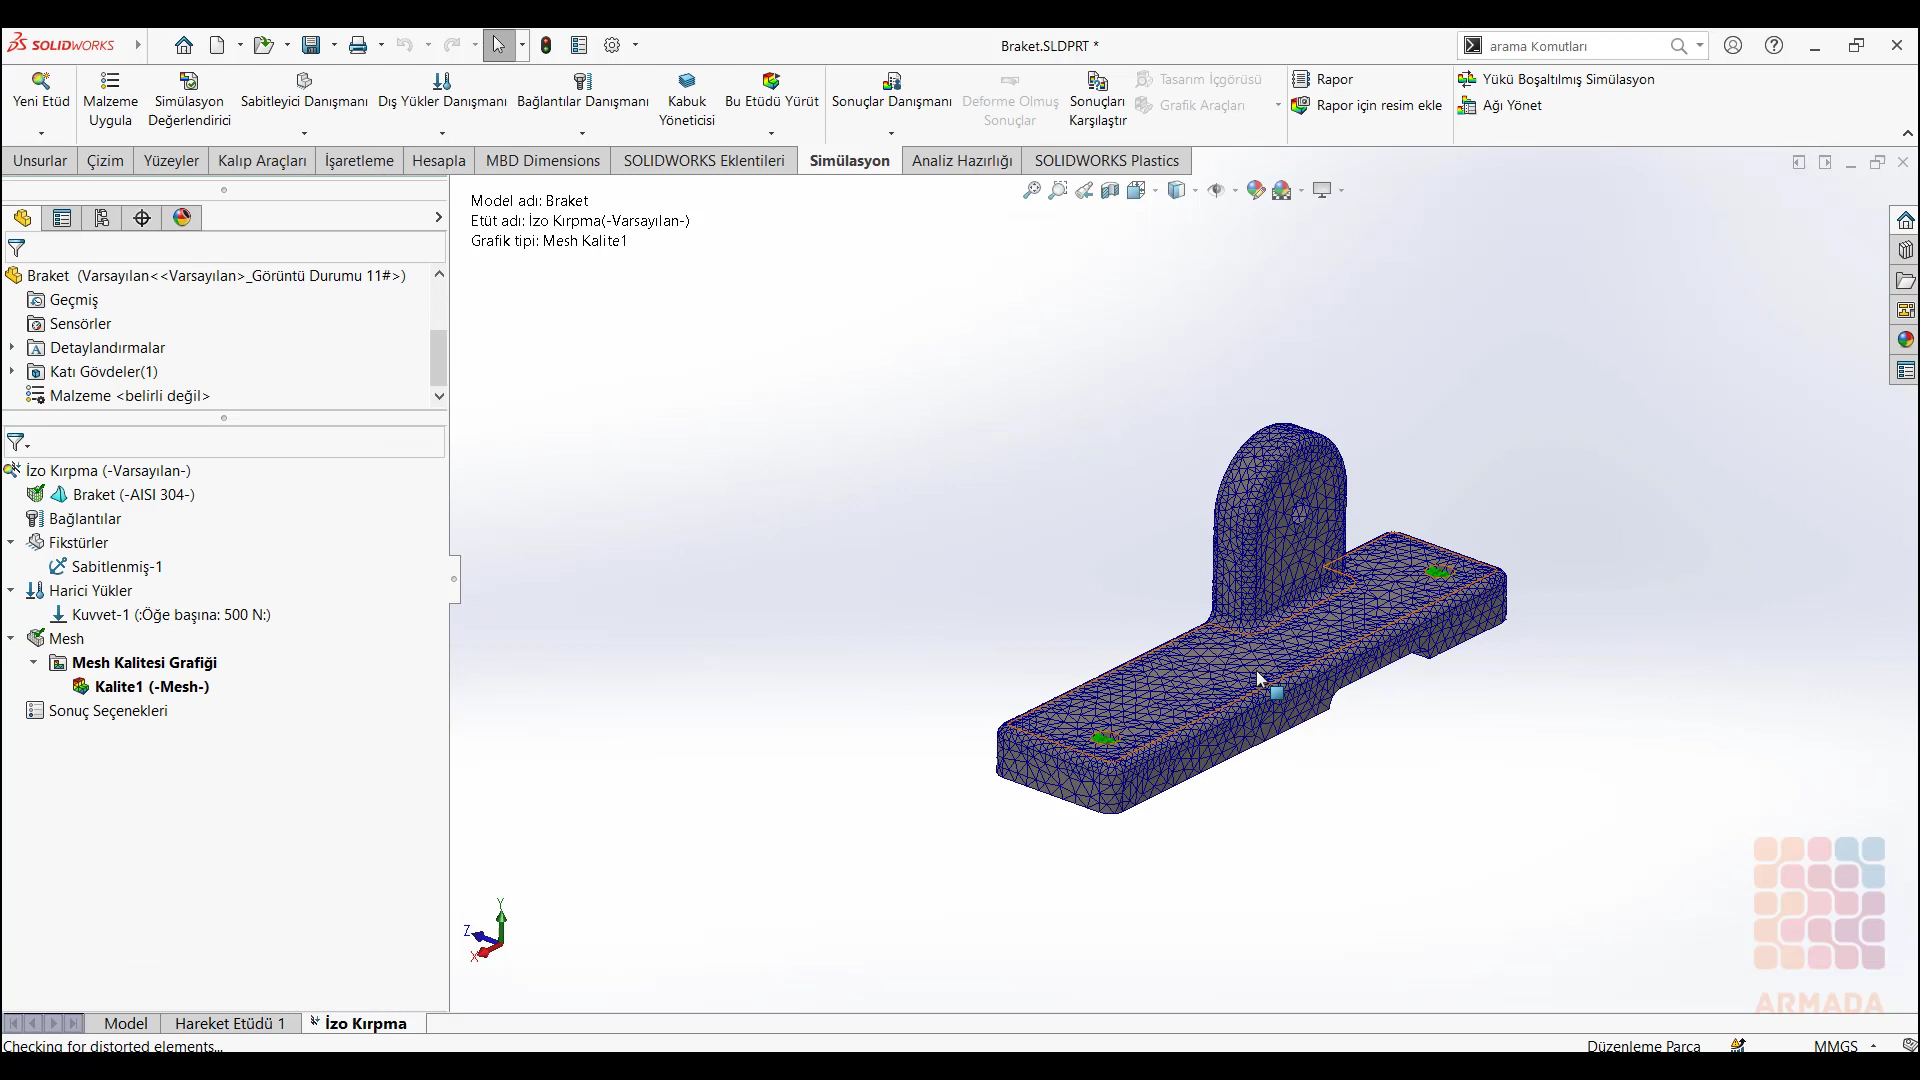 SOLIDWORKS
Braket.SLDPRT *
arama Komutları
Yeni Etüd
Malzeme
Uygula
Simülasyon
Değerlendirici
Sabitleyici Danışmanı
Dış Yükler Danışmanı
Bağlantılar Danışmanı
Kabuk
Yöneticisi
Bu Etüdü Yürüt
Sonuçlar Danışmanı
Deforme Olmuş
Sonuçlar
Sonuçları
Karşılaştır
Tasarım İçgörüsü
Grafik Araçları
Rapor
Rapor için resim ekle
Yükü Boşaltılmış Simülasyon
Ağı Yönet
Unsurlar
Çizim
Yüzeyler
Kalıp Araçları
İşaretleme
Hesapla
MBD Dimensions
SOLIDWORKS Eklentileri
Simülasyon
Analiz Hazırlığı
SOLIDWORKS Plastics
Model adı: Braket
Etüt adı: İzo Kırpma(-Varsayılan-)
Grafik tipi: Mesh Kalite1
Braket (Varsayılan<<Varsayılan>_Görüntü Durumu 11#>)
Geçmiş
Sensörler
Detaylandırmalar
Katı Gövdeler(1)
Malzeme <belirli değil>
İzo Kırpma (-Varsayılan-)
Braket (-AISI 304-)
Bağlantılar
Fikstürler
Sabitlenmiş-1
Harici Yükler
Kuvvet-1 (:Öğe başına: 500 N:)
Mesh
Mesh Kalitesi Grafiği
Kalite1 (-Mesh-)
Sonuç Seçenekleri
Y
Z
X
ARMADA
Model
Hareket Etüdü 1
İzo Kırpma
Checking for distorted elements...
Düzenleme Parça
MMGS